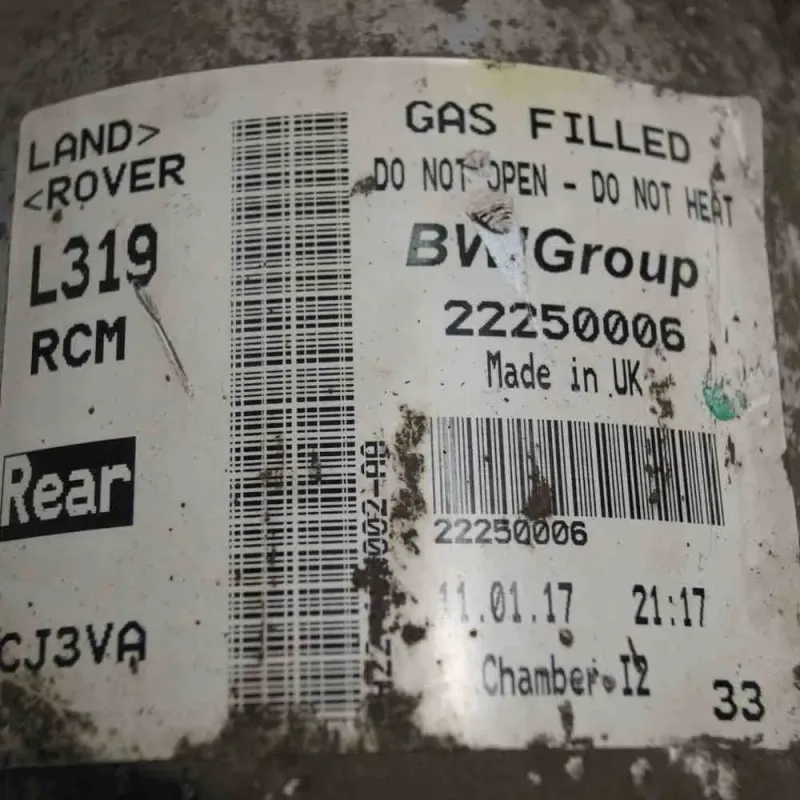 LAND>
<ROVER
L319
RCM
Rear
CJ3VA
GAS FILLED
DO NOT OPEN - DO NOT HEAT
BWIGroup
22250006
Made in UK
22250006
11.01.17 21:17
Chamber I2
33